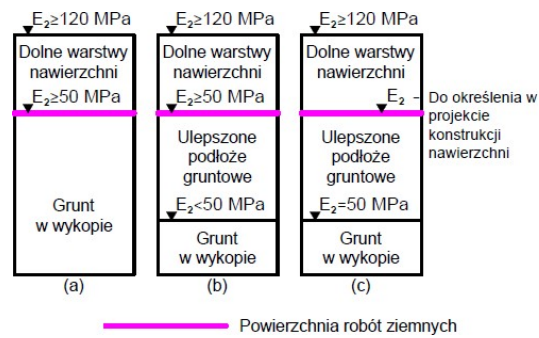 E₂≥120 MPa
Dolne warstwy
nawierzchni
E₂≥50 MPa
Grunt
w wykopie
(a)
E₂≥120 MPa
Dolne warstwy
nawierzchni
E₂≥50 MPa
Ulepszone
podłoże
gruntowe
E₂<50 MPa
Grunt
w wykopie
(b)
E₂≥120 MPa
Dolne warstwy
nawierzchni
E₂ -
Do określenia w
projekcie
konstrukcji
nawierzchni
Ulepszone
podłoże
gruntowe
E₂=50 MPa
Grunt
w wykopie
(c)
Powierzchnia robót ziemnych